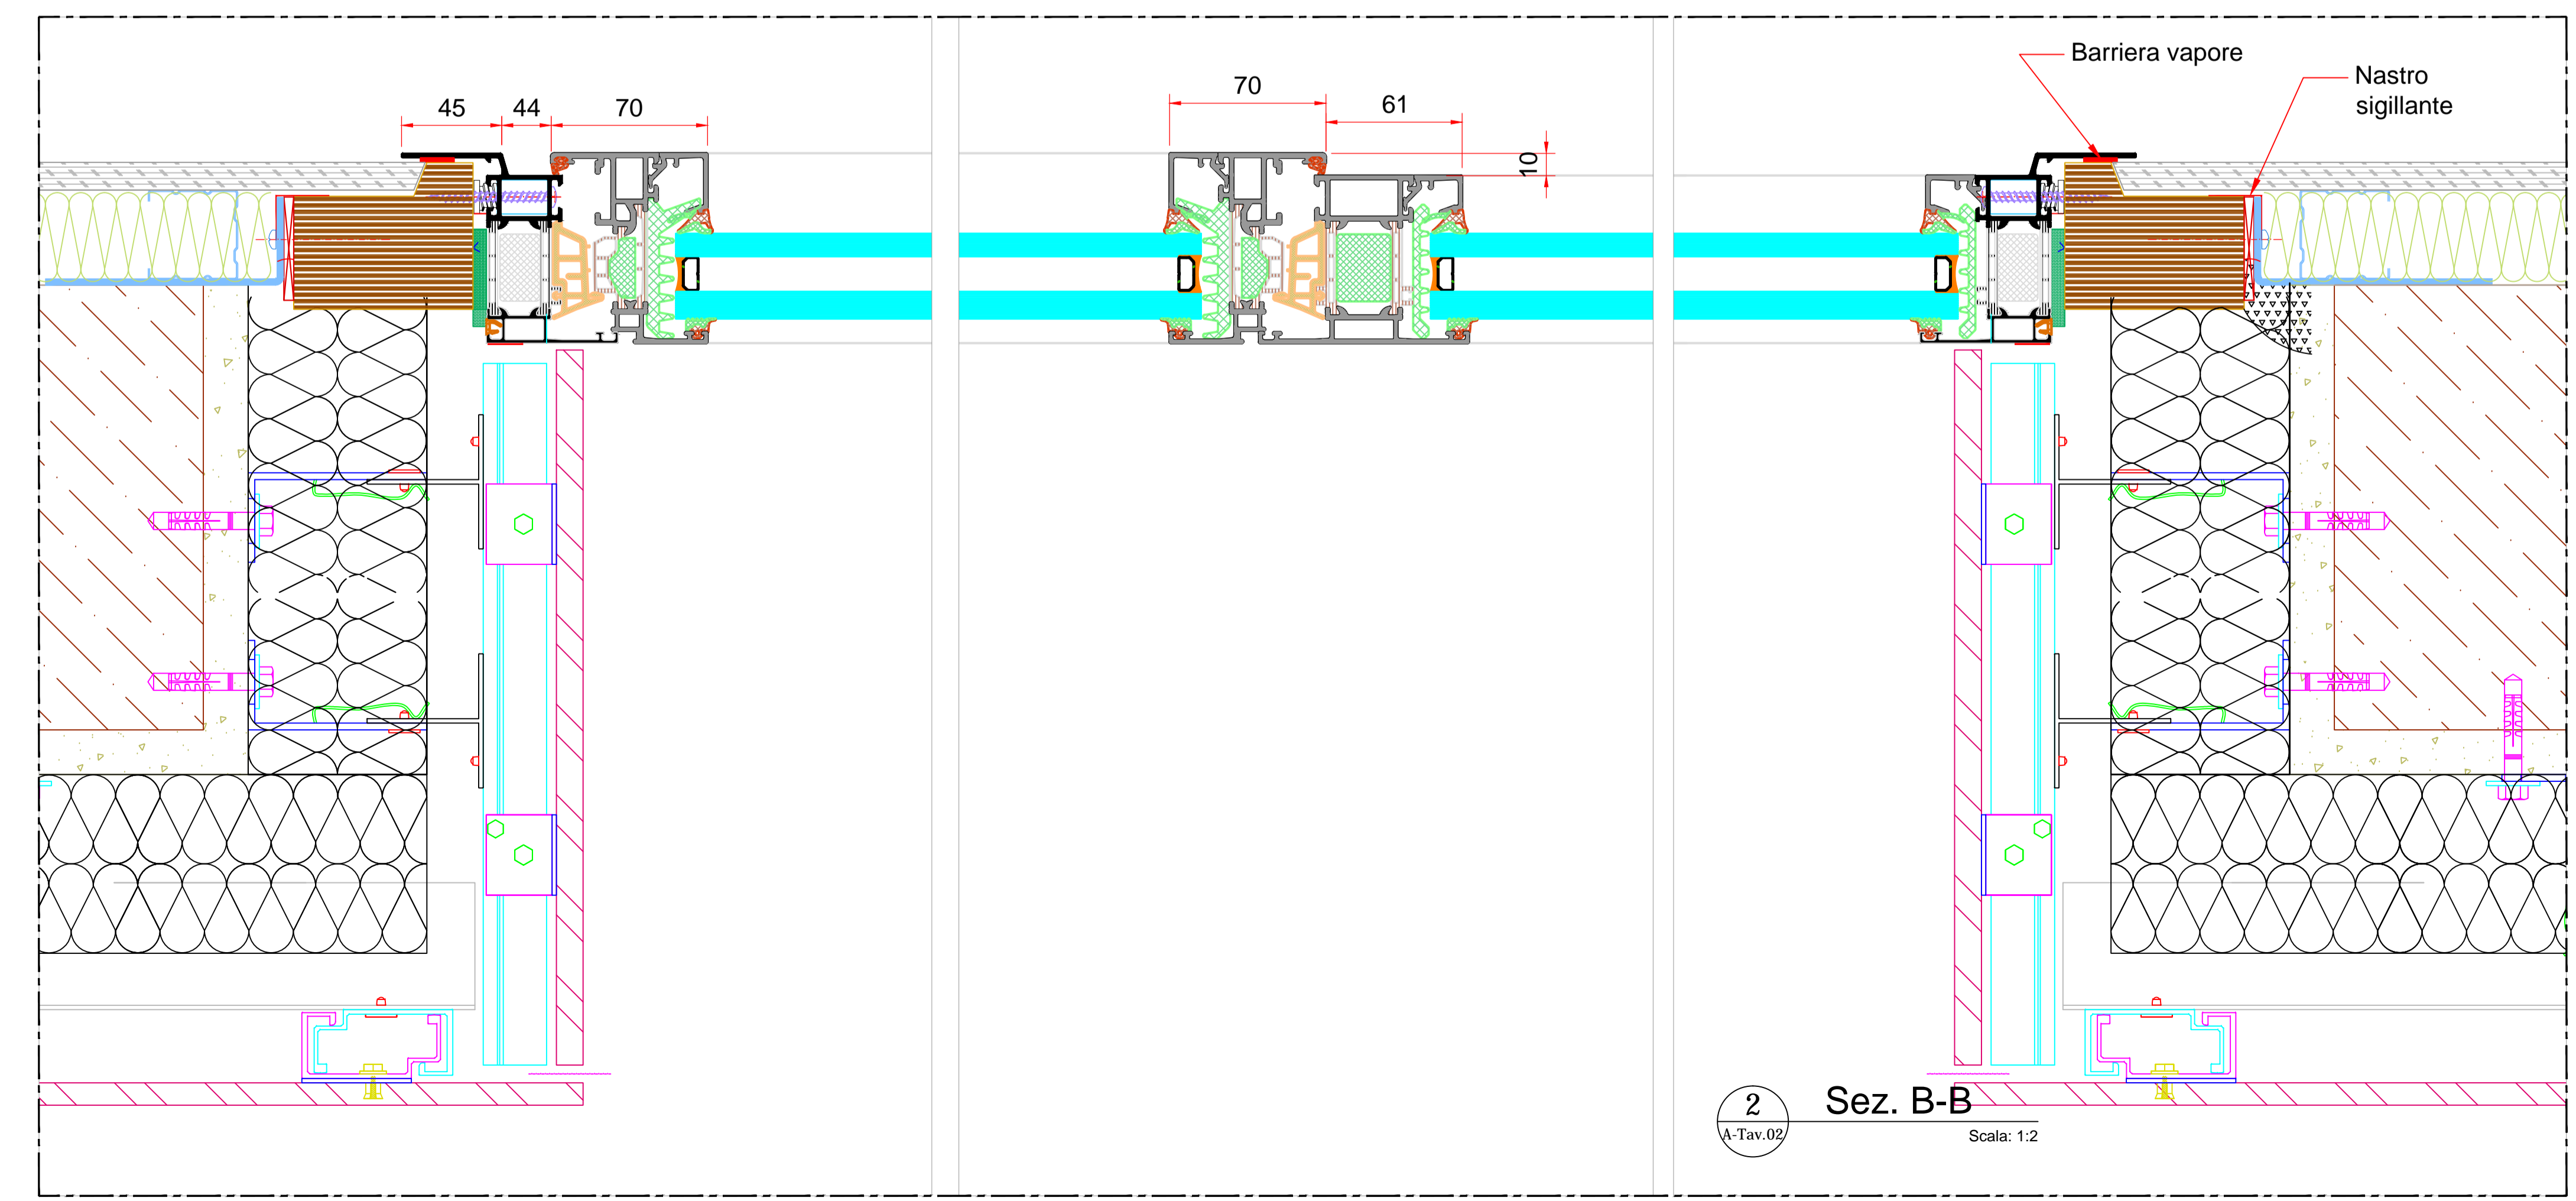 Barriera vapore
Nastro
sigillante
45 44 70
70
61
10
2
A-Tav.02
Sez. B-B
Scala: 1:2